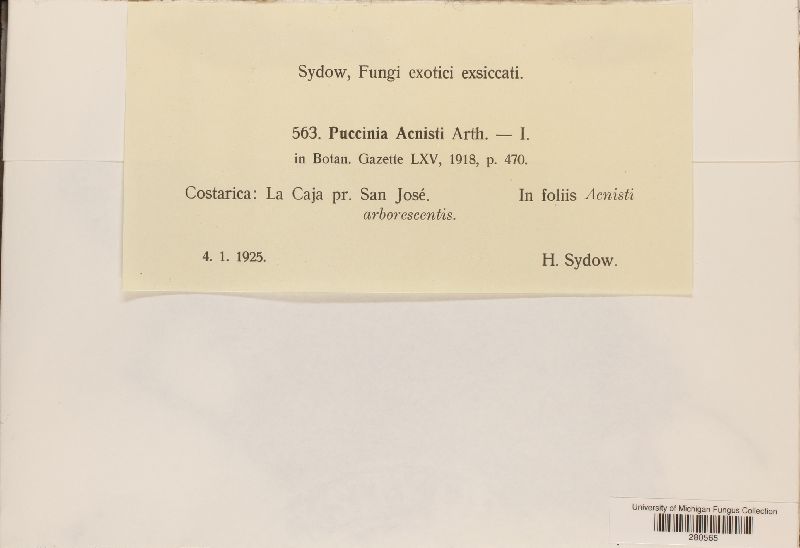 Sydow, Fungi exotici exsiccati.
563. Puccinia Acnisti Arth. — I.
in Botan. Gazette LXV, 1918, p. 470.
Costarica: La Caja pr. San José. In foliis Acnisti
arborescentis.
4. 1. 1925. H. Sydow.
University of Michigan Fungus Collection
280565